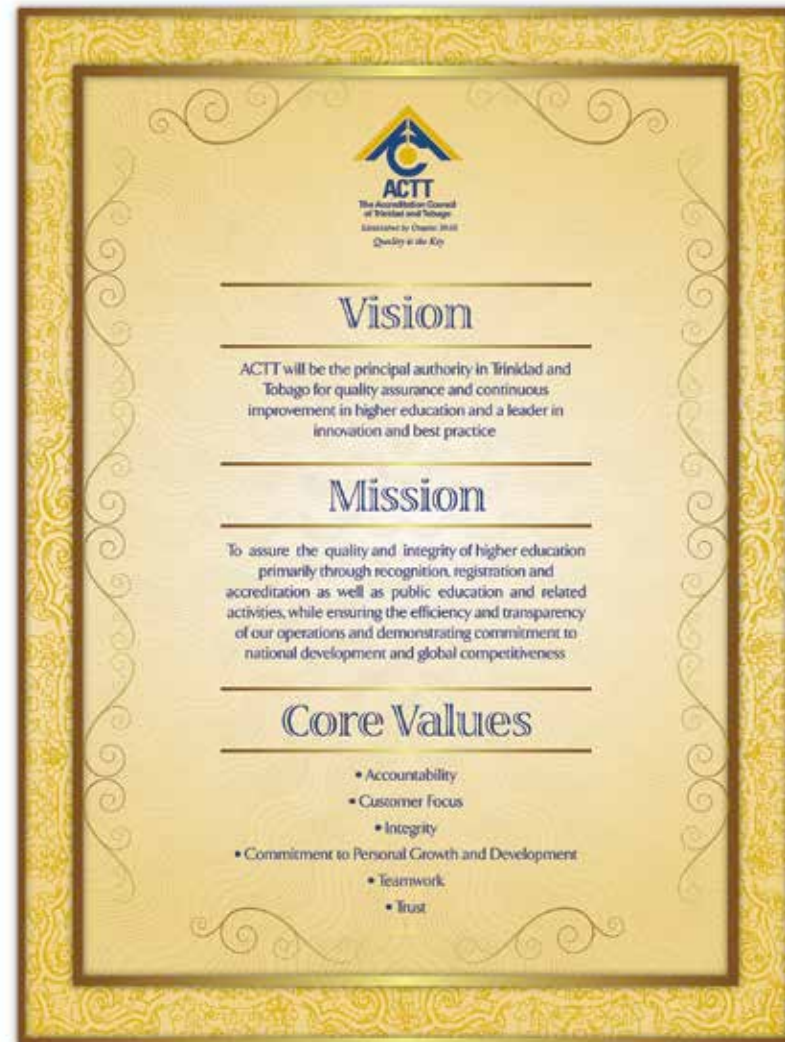 ACTT
The Accreditation Council
of Trinidad and Tobago
Established by Chapter 39:06
Quality is the Key
Vision
ACTT will be the principal authority in Trinidad and
Tobago for quality assurance and continuous
improvement in higher education and a leader in
innovation and best practice
Mission
To assure the quality and integrity of higher education
primarily through recognition, registration and
accreditation as well as public education and related
activities, while ensuring the efficiency and transparency
of our operations and demonstrating commitment to
national development and global competitiveness
Core Values
• Accountability
• Customer Focus
• Integrity
• Commitment to Personal Growth and Development
• Teamwork
• Trust